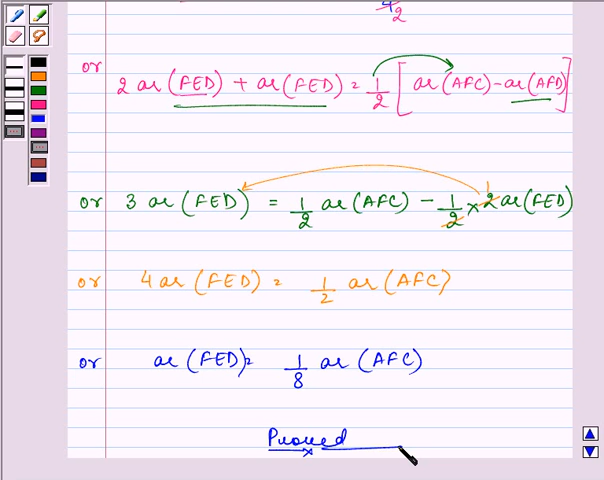 or 2 ar (FED) + ar (FED) = 1/2 [ar (AFC) - ar (AFD)]
or 3 ar (FED) = 1/2 ar (AFC) - 1/2 × 2 ar (FED)
or 4 ar (FED) = 1/2 ar (AFC)
or ar (FED) = 1/8 ar (AFC)
Proved